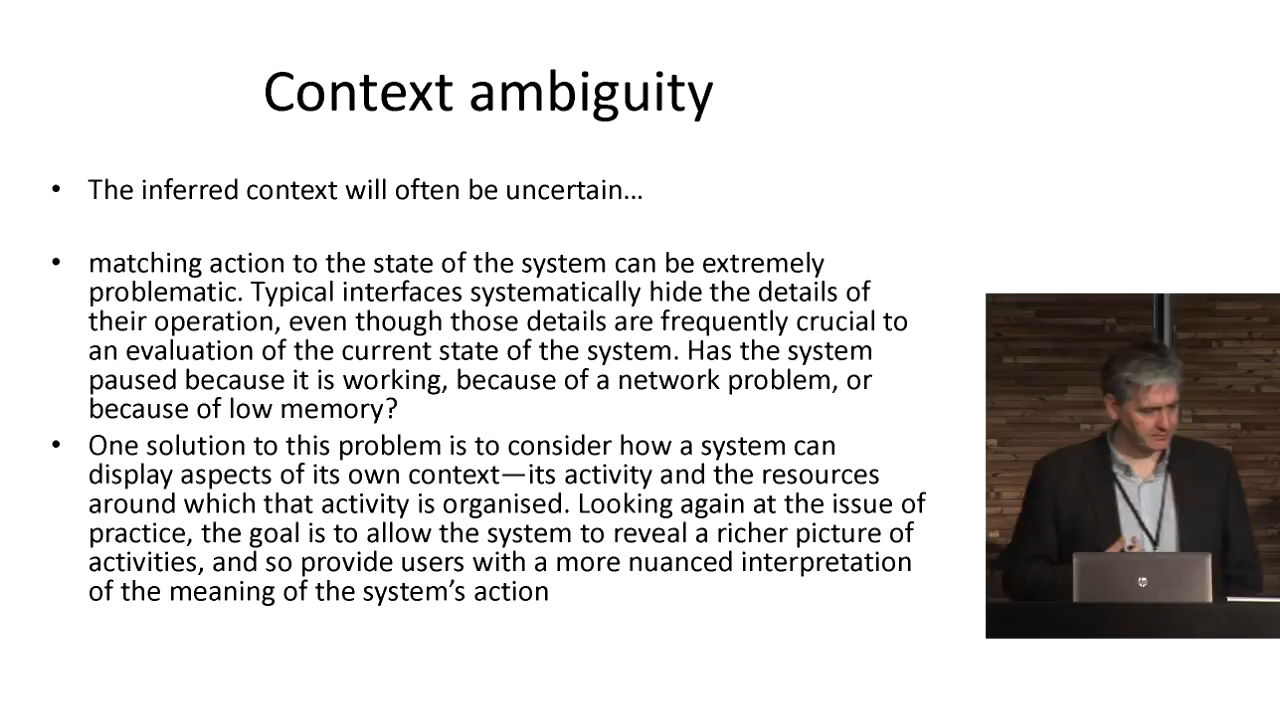 Context ambiguity
• The inferred context will often be uncertain…
• matching action to the state of the system can be extremely
problematic. Typical interfaces systematically hide the details of
their operation, even though those details are frequently crucial to
an evaluation of the current state of the system. Has the system
paused because it is working, because of a network problem, or
because of low memory?
• One solution to this problem is to consider how a system can
display aspects of its own context—its activity and the resources
around which that activity is organised. Looking again at the issue of
practice, the goal is to allow the system to reveal a richer picture of
activities, and so provide users with a more nuanced interpretation
of the meaning of the system’s action
hp